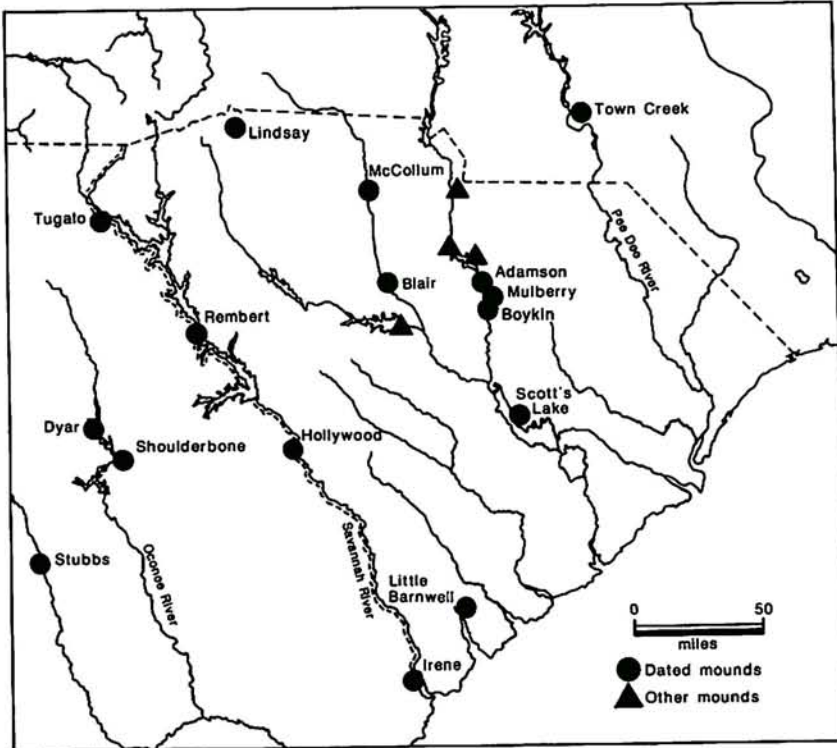 Town Creek
Lindsay
McCollum
Tugalo
Pee Dee River
Adamson
Blair
Mulberry
Boykin
Rembert
Scott's
Lake
Dyar
Hollywood
Shoulderbone
Stubbs
Oconee River
Savannah River
Little
Barnwell
0 50
miles
Irene
Dated mounds
Other mounds